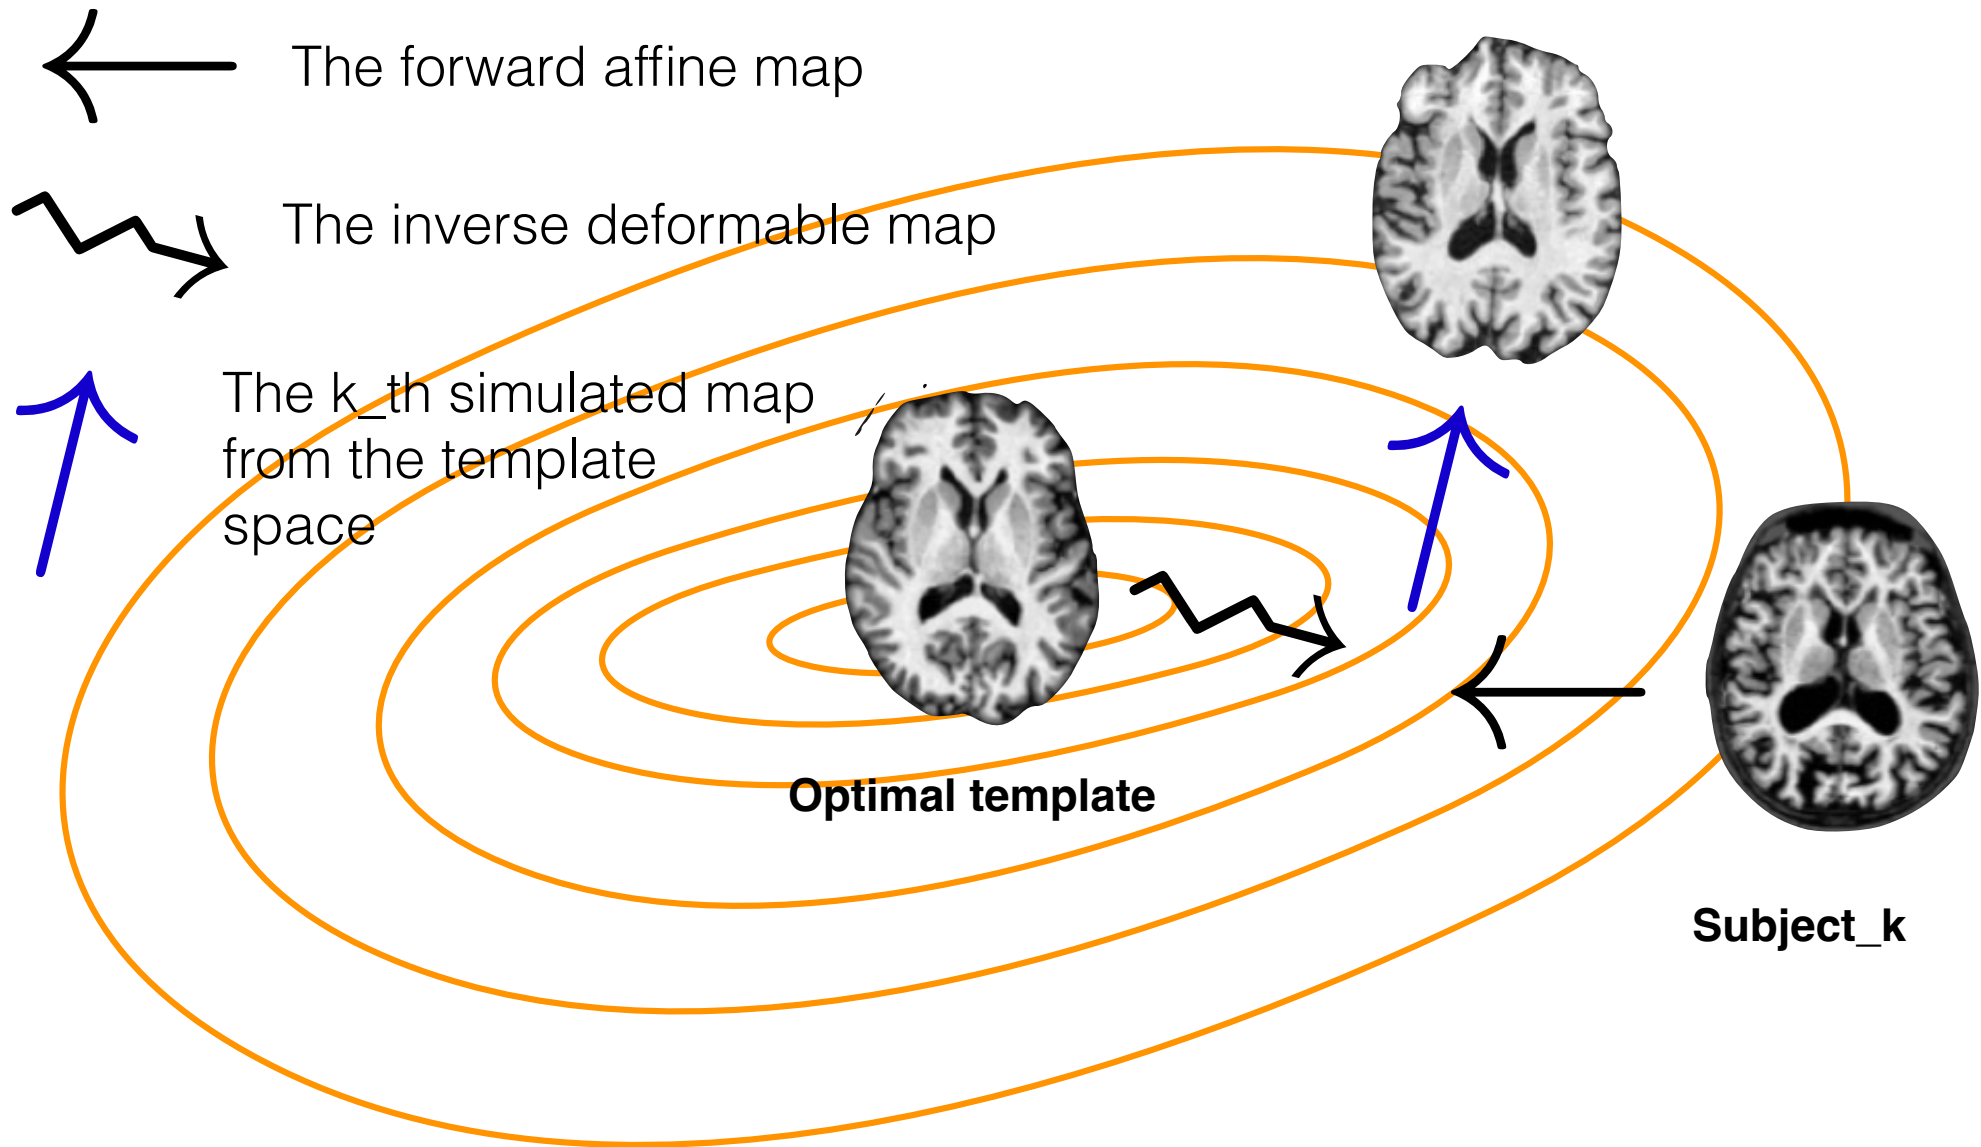 The forward affine map
The inverse deformable map
The k_th simulated map
from the template
space
Optimal template
Subject_k